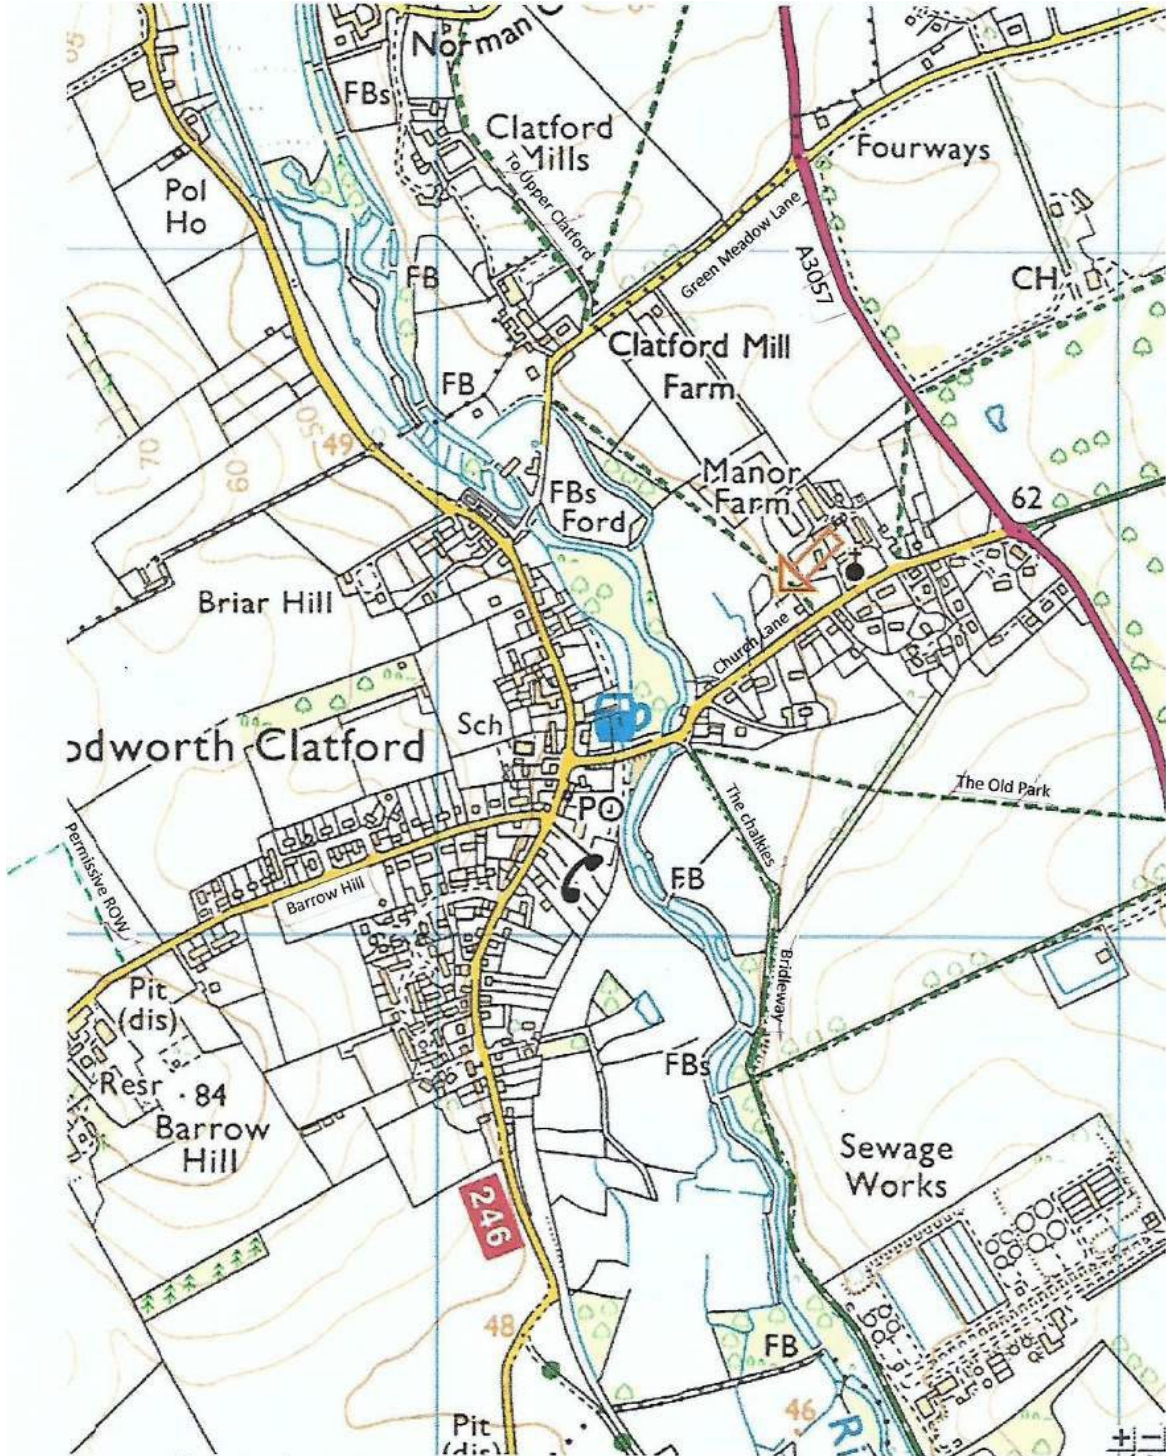 Norman
FBs
Clatford
Mills
To Upper Clatford
Fourways
Pol
Ho
Green Meadow Lane
A3057
CH
FB
Clatford Mill
Farm
FB
50
49
70
60
Manor
Farm
62
FBs
Ford
Briar Hill
Church Lane
Sch
odworth Clatford
The Old Park
The chalkies
PO
Permissive ROW
Barrow Hill
FB
Bridleway
Pit
(dis)
FBs
Resr
84
Barrow
Hill
Sewage
Works
246
48
FB
46
Pit
(dis)
Ri